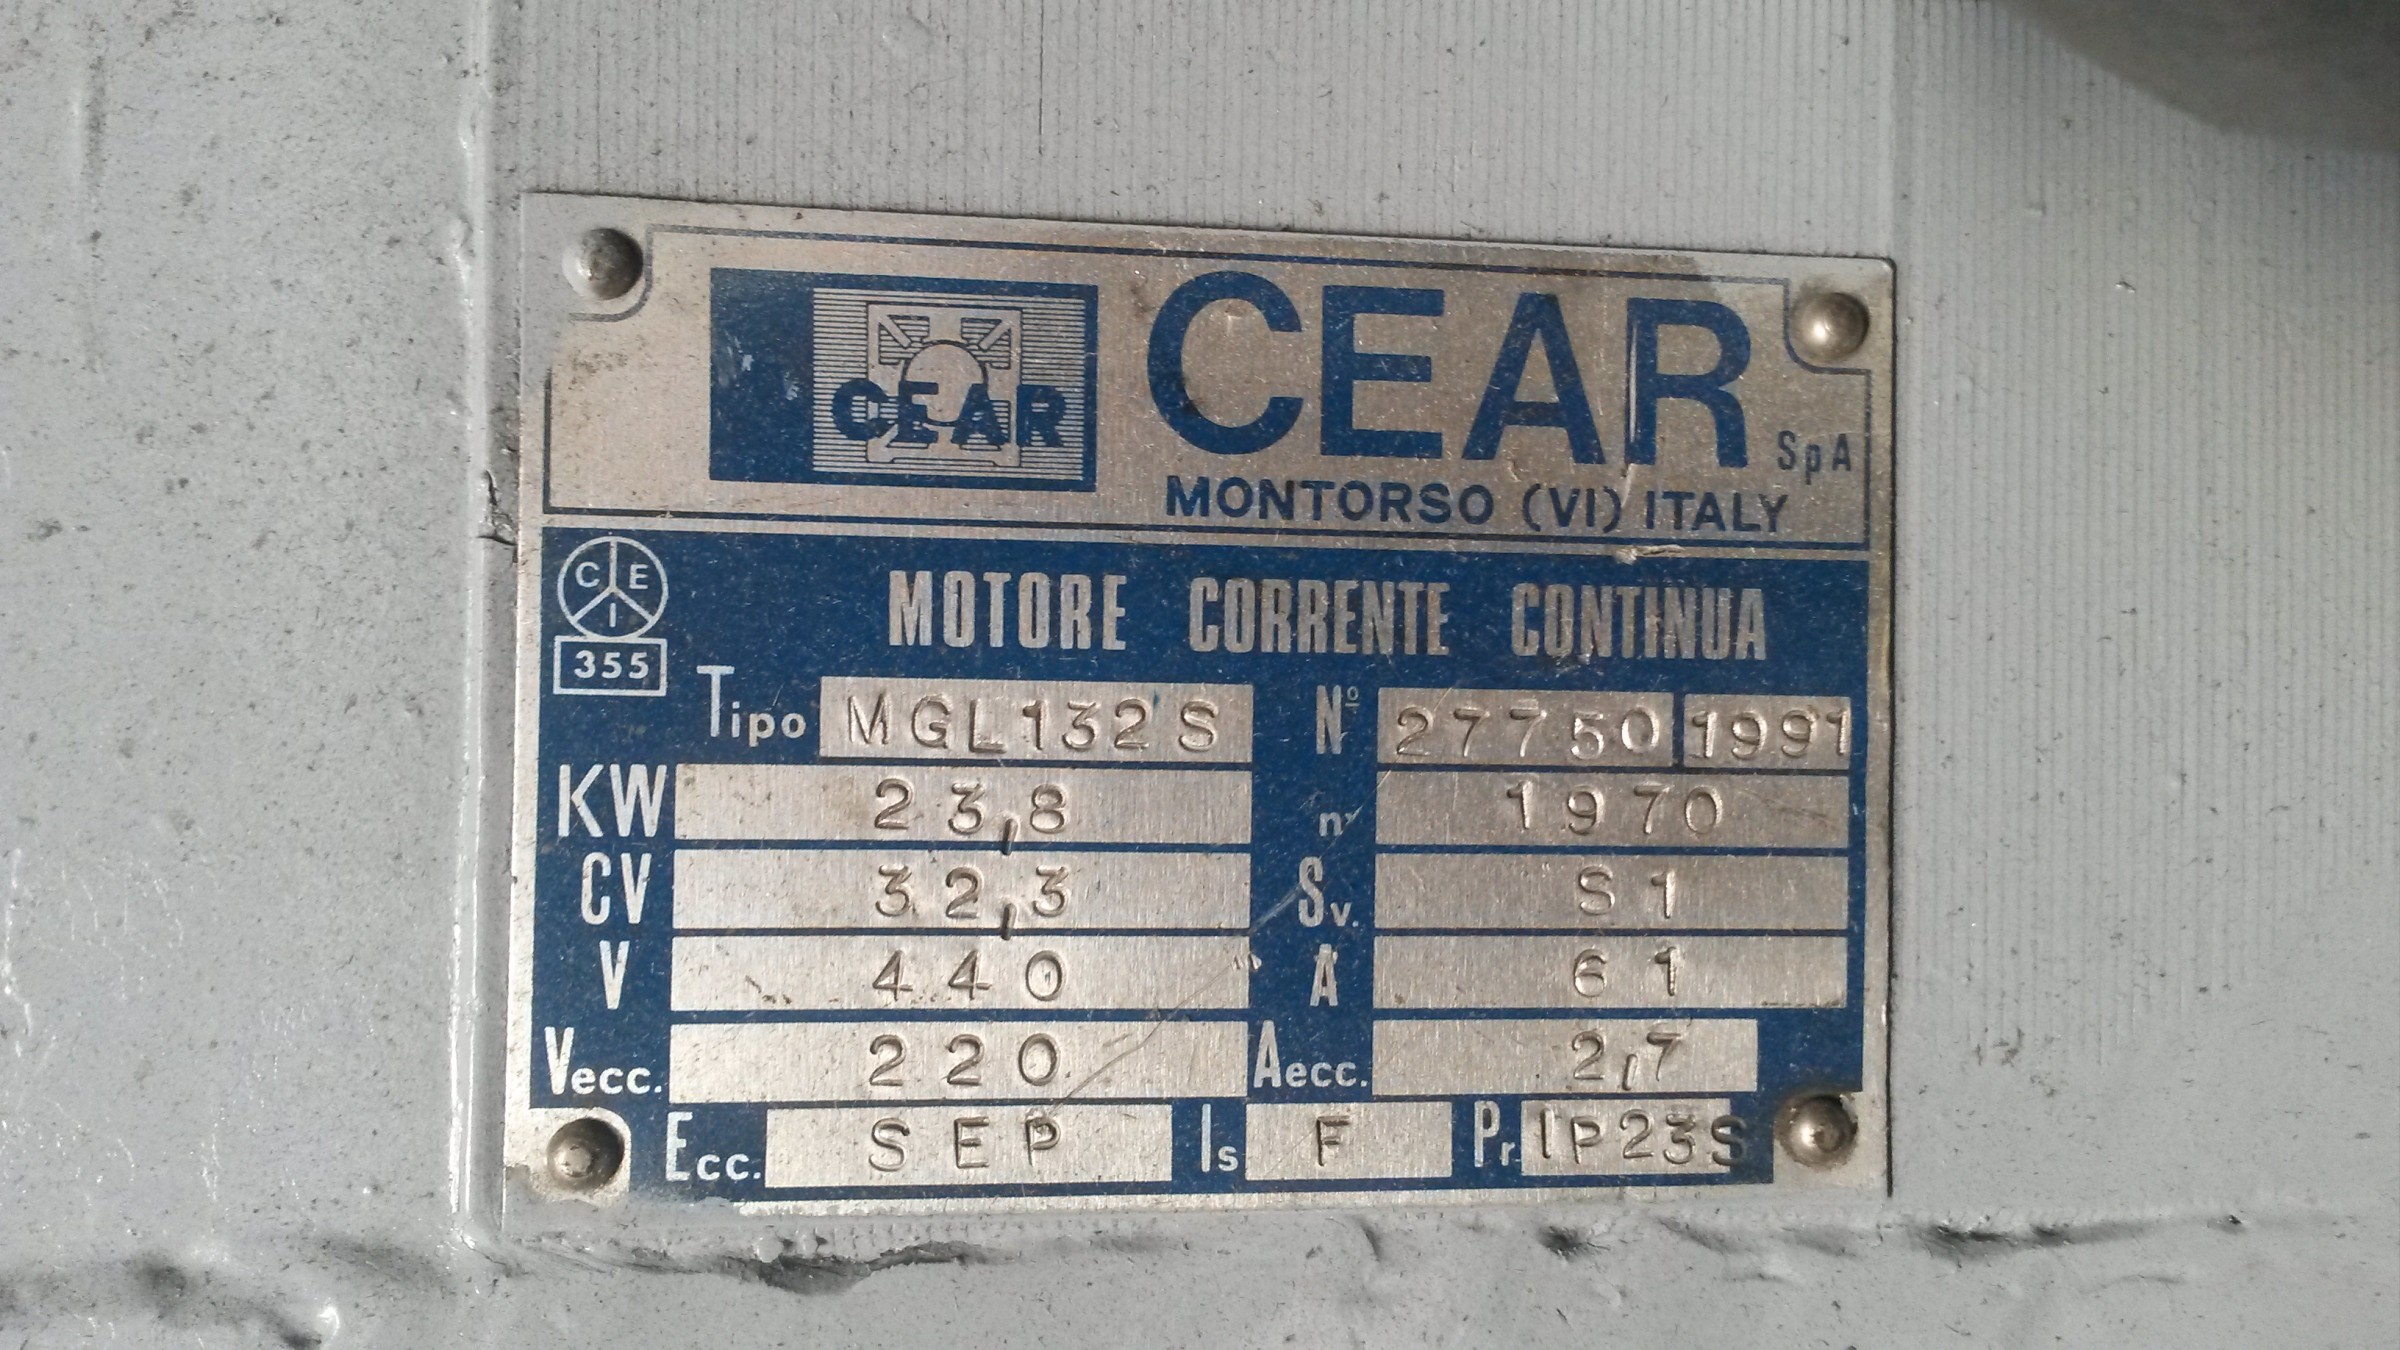 CEAR
CEAR SpA
MONTORSO (VI) ITALY
CEI
355
MOTORE CORRENTE CONTINUA
Tipo MGL132S Nº 27750 1991
KW 23,8 n. 1970
CV 32,3 Sv. S1
V 440 A 61
Vecc. 220 Aecc. 2,7
Ecc. SEP Is F Pr IP23S